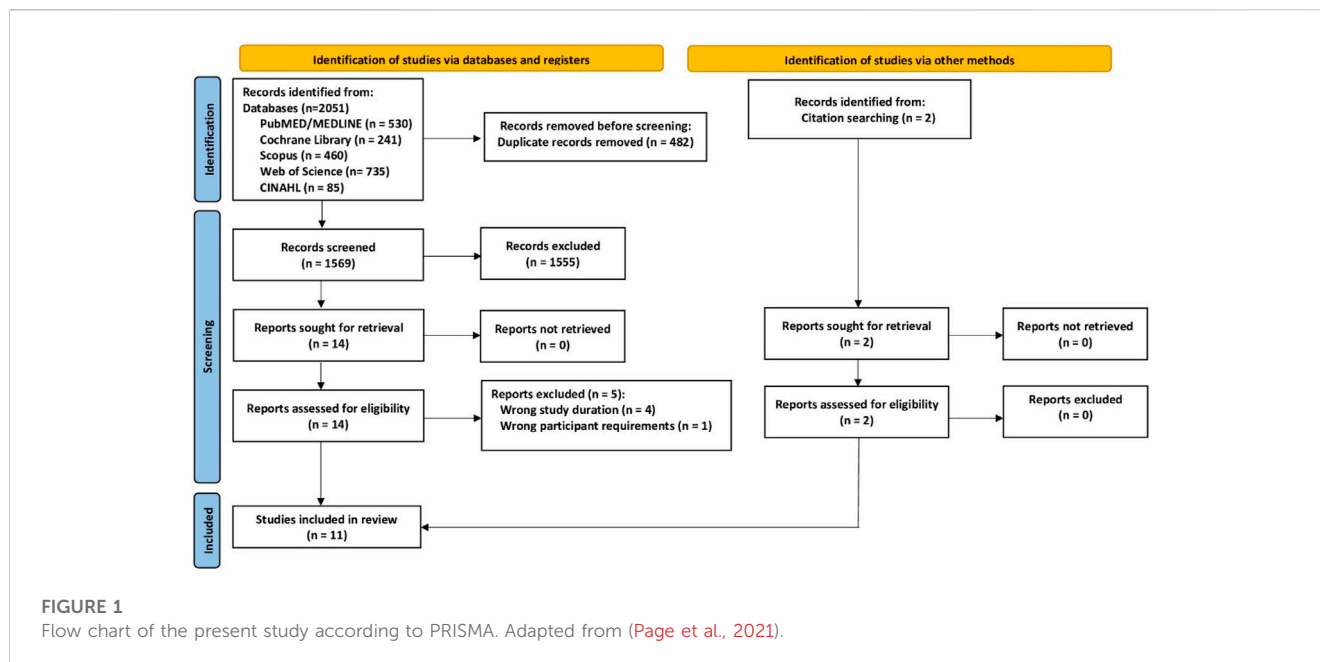 Identification of studies via databases and registers
Identification of studies via other methods
Identification
Records identified from:
Databases (n=2051)
PubMED/MEDLINE (n = 530)
Cochrane Library (n = 241)
Scopus (n = 460)
Web of Science (n= 735)
CINAHL (n = 85)
Records removed before screening:
Duplicate records removed (n = 482)
Records identified from:
Citation searching (n = 2)
Screening
Records screened
(n = 1569)
Records excluded
(n = 1555)
Reports sought for retrieval
(n = 14)
Reports not retrieved
(n = 0)
Reports sought for retrieval
(n = 2)
Reports not retrieved
(n = 0)
Reports assessed for eligibility
(n = 14)
Reports excluded (n = 5):
Wrong study duration (n = 4)
Wrong participant requirements (n = 1)
Reports assessed for eligibility
(n = 2)
Reports excluded
(n = 0)
Included
Studies included in review
(n = 11)
FIGURE 1
Flow chart of the present study according to PRISMA. Adapted from (Page et al., 2021).